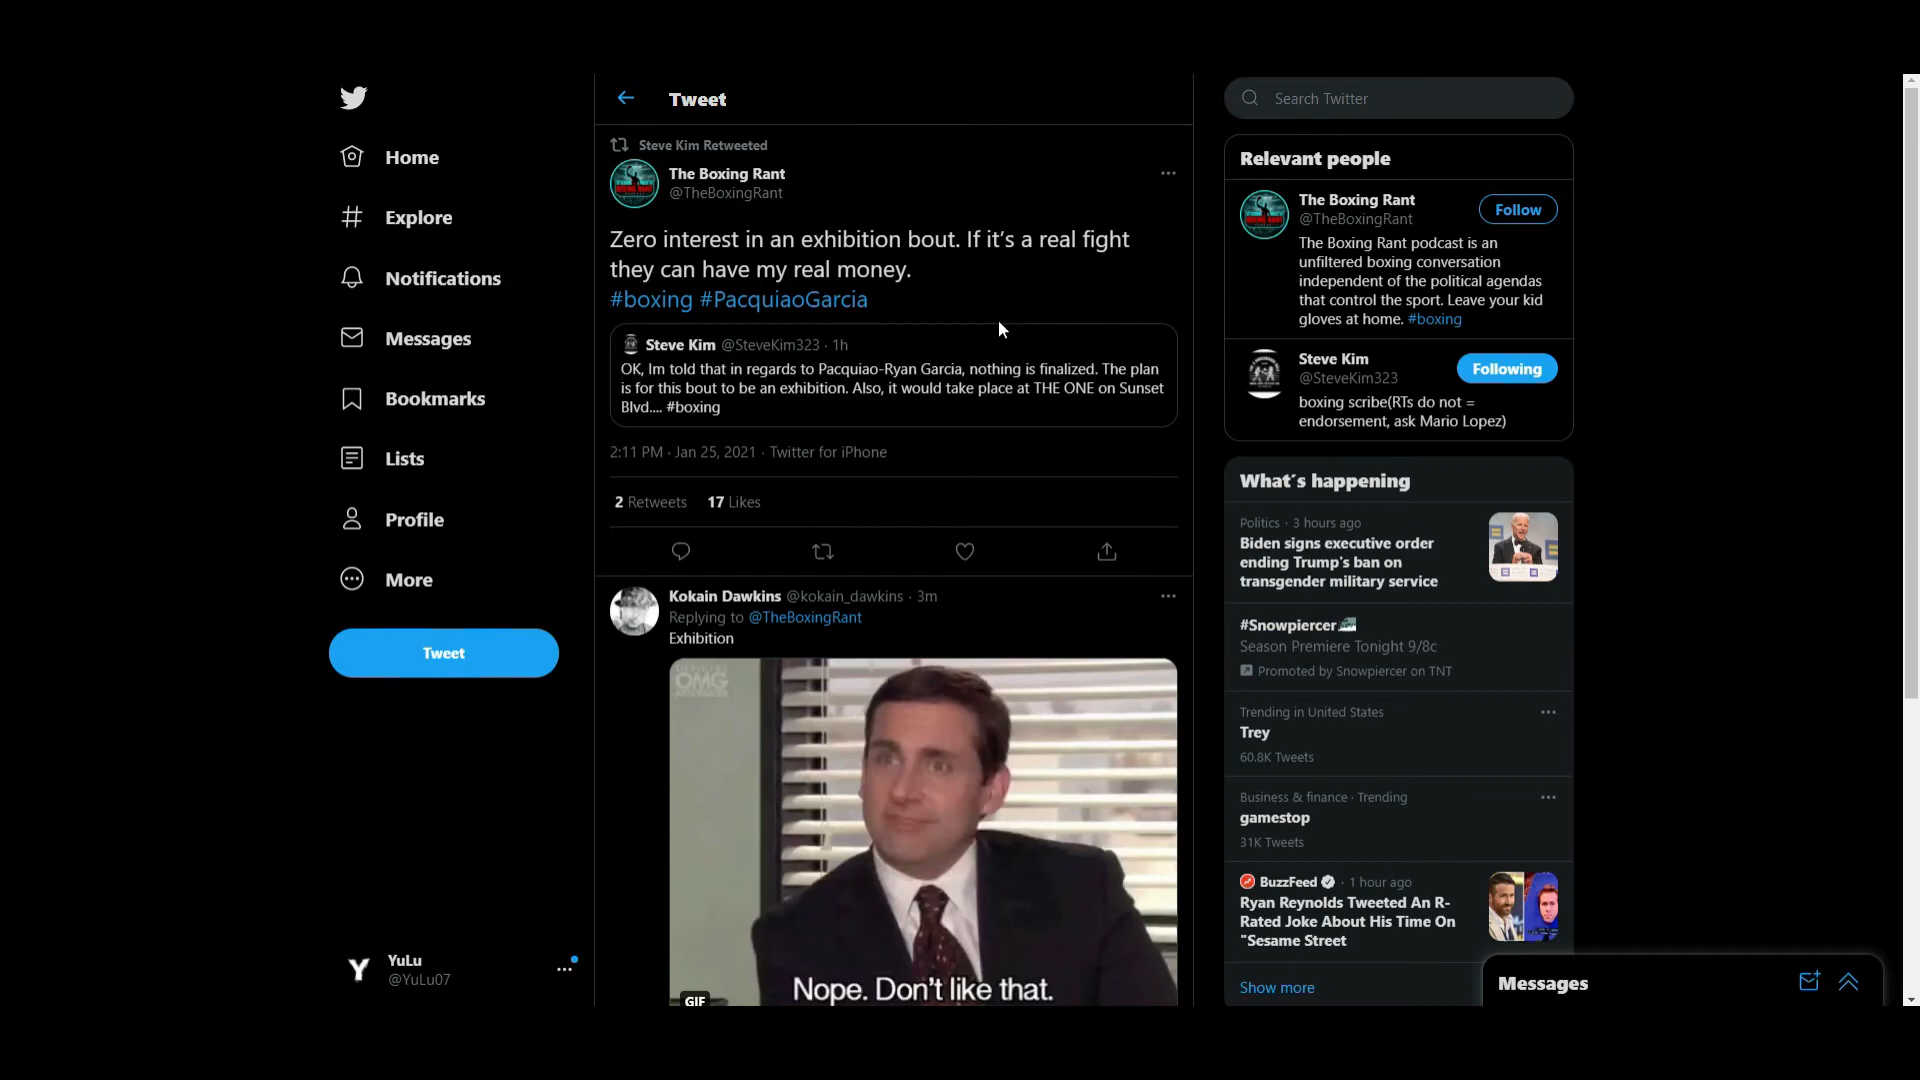 Home
Explore
Notifications
Messages
Bookmarks
Lists
Profile
More
Tweet
YuLu
@YuLu07
Tweet
Steve Kim Retweeted
The Boxing Rant
@TheBoxingRant
Zero interest in an exhibition bout. If it's a real fight
they can have my real money.
#boxing #PacquiaoGarcia
Steve Kim @SteveKim323 · 1h
OK, Im told that in regards to Pacquiao-Ryan Garcia, nothing is finalized. The plan
is for this bout to be an exhibition. Also, it would take place at THE ONE on Sunset
Blvd.... #boxing
2:11 PM · Jan 25, 2021 · Twitter for iPhone
2 Retweets 17 Likes
Kokain Dawkins @kokain_dawkins · 3m
Replying to @TheBoxingRant
Exhibition
OMG
Nope. Don't like that.
GIF
Search Twitter
Relevant people
The Boxing Rant
@TheBoxingRant
Follow
The Boxing Rant podcast is an
unfiltered boxing conversation
independent of the political agendas
that control the sport. Leave your kid
gloves at home. #boxing
Steve Kim
@SteveKim323
Following
boxing scribe(RTs do not =
endorsement, ask Mario Lopez)
What's happening
Politics · 3 hours ago
Biden signs executive order
ending Trump's ban on
transgender military service
#Snowpiercer
Season Premiere Tonight 9/8c
Promoted by Snowpiercer on TNT
Trending in United States
Trey
60.8K Tweets
Business & finance · Trending
gamestop
31K Tweets
BuzzFeed · 1 hour ago
Ryan Reynolds Tweeted An R-
Rated Joke About His Time On
"Sesame Street
Show more
Messages